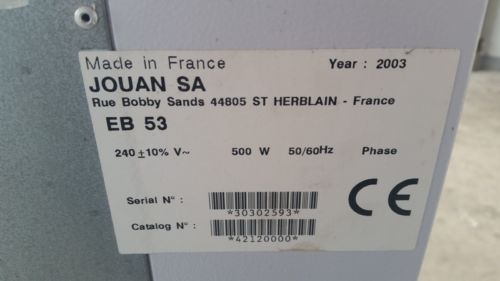 Made in France Year : 2003
JOUAN SA
Rue Bobby Sands 44805 ST HERBLAIN - France
EB 53
240 ±10% V~ 500 W 50/60Hz Phase
Serial N° :
*30302593*
Catalog N° :
*42120000*
CE